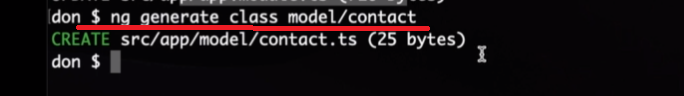 don $ ng generate class model/contact
CREATE src/app/model/contact.ts (25 bytes)
don $